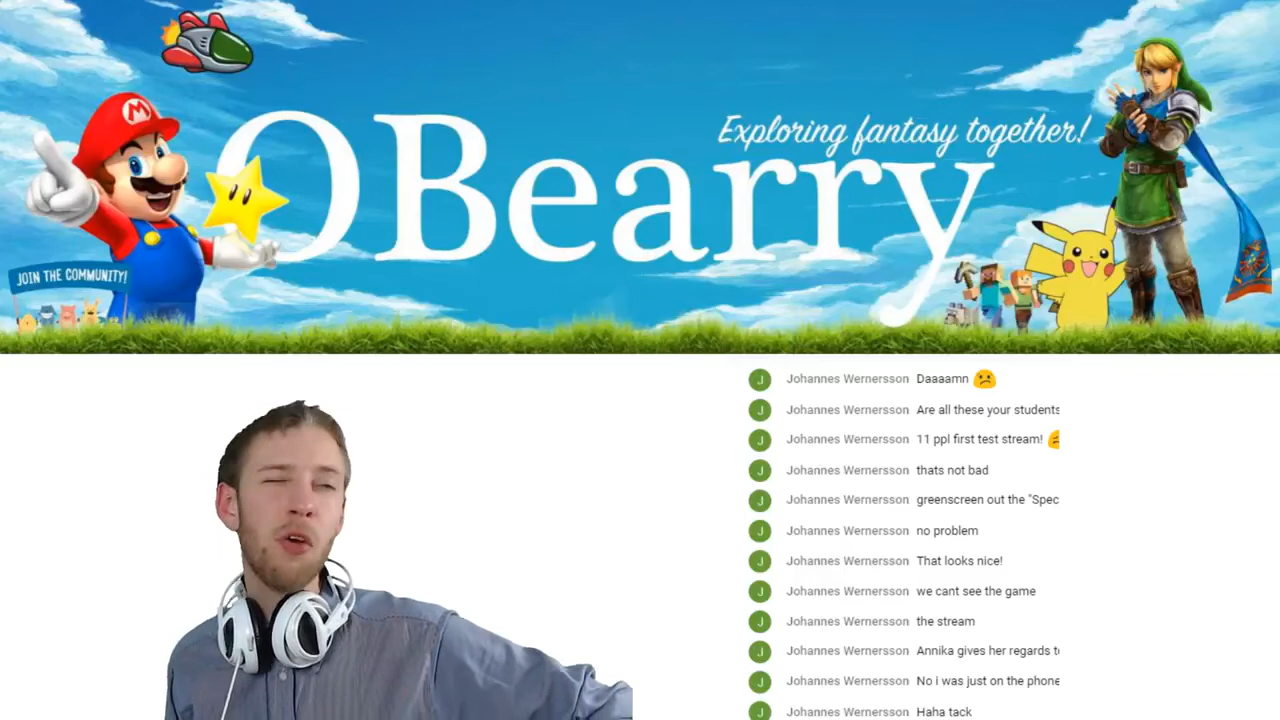 Exploring fantasy together!
OBearry
JOIN THE COMMUNITY!
M
J Johannes Wernersson Daaaamn
J Johannes Wernersson Are all these your students
J Johannes Wernersson 11 ppl first test stream!
J Johannes Wernersson thats not bad
J Johannes Wernersson greenscreen out the "Spec
J Johannes Wernersson no problem
J Johannes Wernersson That looks nice!
J Johannes Wernersson we cant see the game
J Johannes Wernersson the stream
J Johannes Wernersson Annika gives her regards t
J Johannes Wernersson No i was just on the phone
J Johannes Wernersson Haha tack